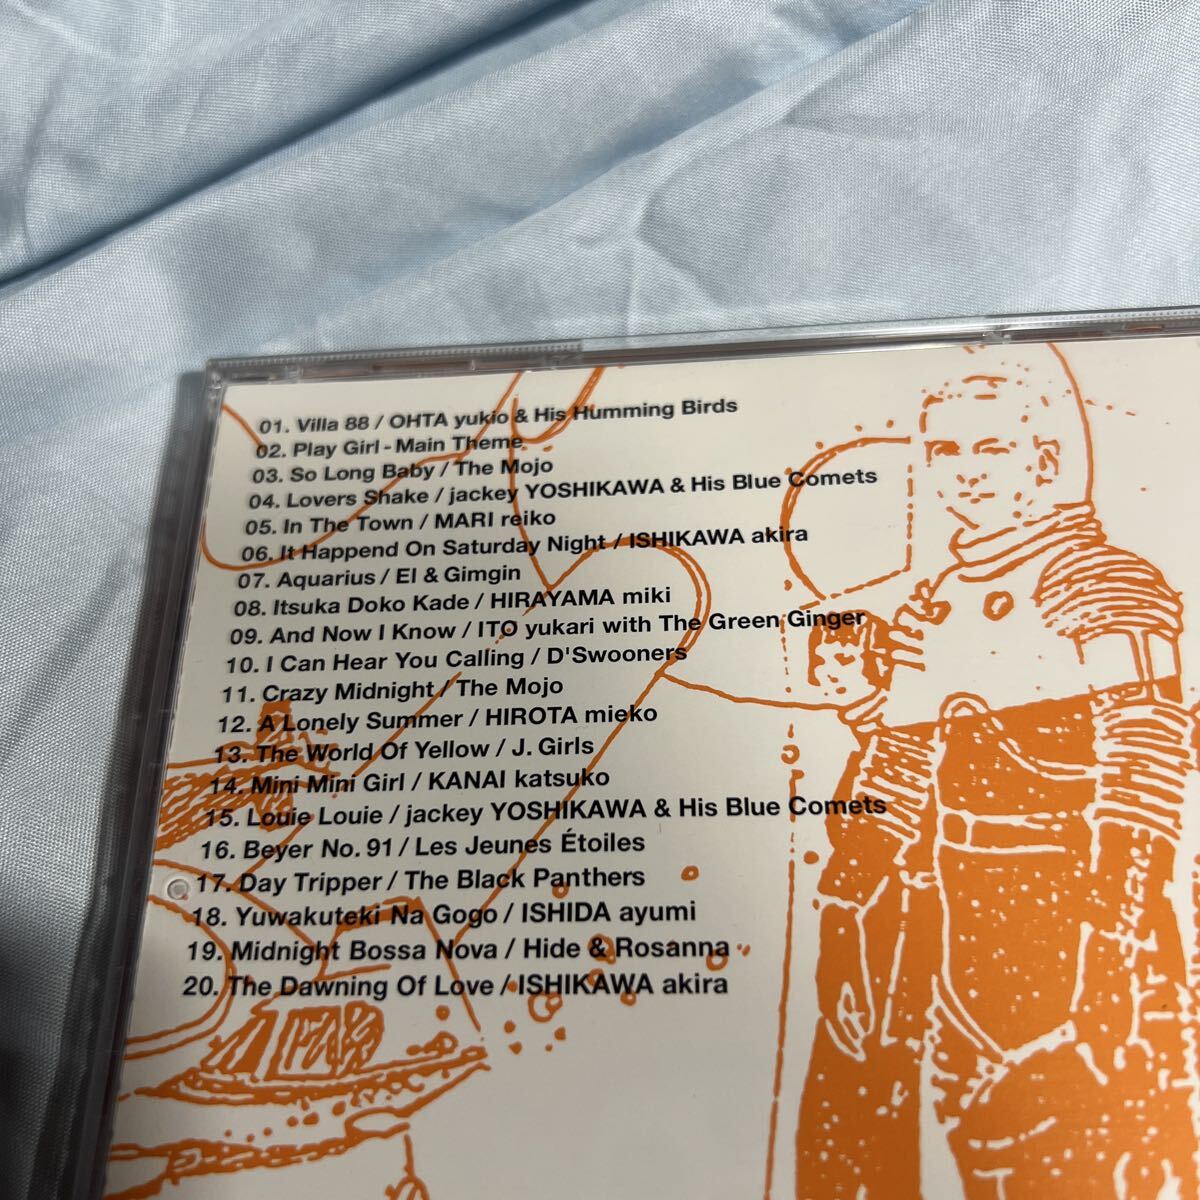 01. Villa 88 / OHTA yukio & His Humming Birds
02. Play Girl - Main Theme
03. So Long Baby / The Mojo
04. Lovers Shake / jackey YOSHIKAWA & His Blue Comets
05. In The Town / MARI reiko
06. It Happend On Saturday Night / ISHIKAWA akira
07. Aquarius / El & Gimgin
08. Itsuka Doko Kade / HIRAYAMA miki
09. And Now I Know / ITO yukari with The Green Ginger
10. I Can Hear You Calling / D'Swooners
11. Crazy Midnight / The Mojo
12. A Lonely Summer / HIROTA mieko
13. The World Of Yellow / J. Girls
14. Mini Mini Girl / KANAI katsuko
15. Louie Louie / jackey YOSHIKAWA & His Blue Comets
16. Beyer No. 91 / Les Jeunes Étoiles
17. Day Tripper / The Black Panthers
18. Yuwakuteki Na Gogo / ISHIDA ayumi
19. Midnight Bossa Nova / Hide & Rosanna
20. The Dawning Of Love / ISHIKAWA akira